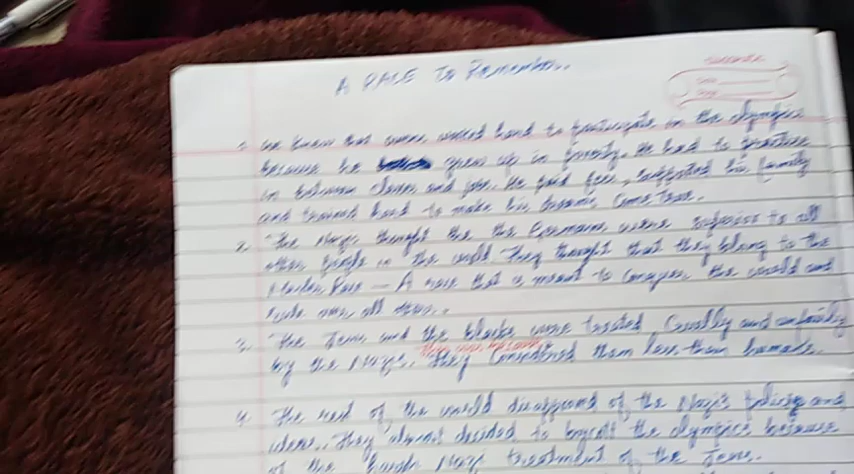 A RACE To Remember.
1. we know that owens worked hard to participate in the olympics
because he grew up in poverty. He had to practice
in between classes and jobs. He paid fees, supported his family
and trained hard to make his dreams come true.
2. The Nazis thought the the Germans were superior to all
other people in the world. They thought that they belong to the
Master Race — A race that is meant to conquer the world and
rule over all others.
3. The Jews and the blacks were treated cruelly and unfairly
by the Nazis. They considered them less than humans.
4. The rest of the world disapproved of the Nazi's policies and
ideas. They almost decided to boycott the olympics because
of the harsh Nazi treatment of the Jews.